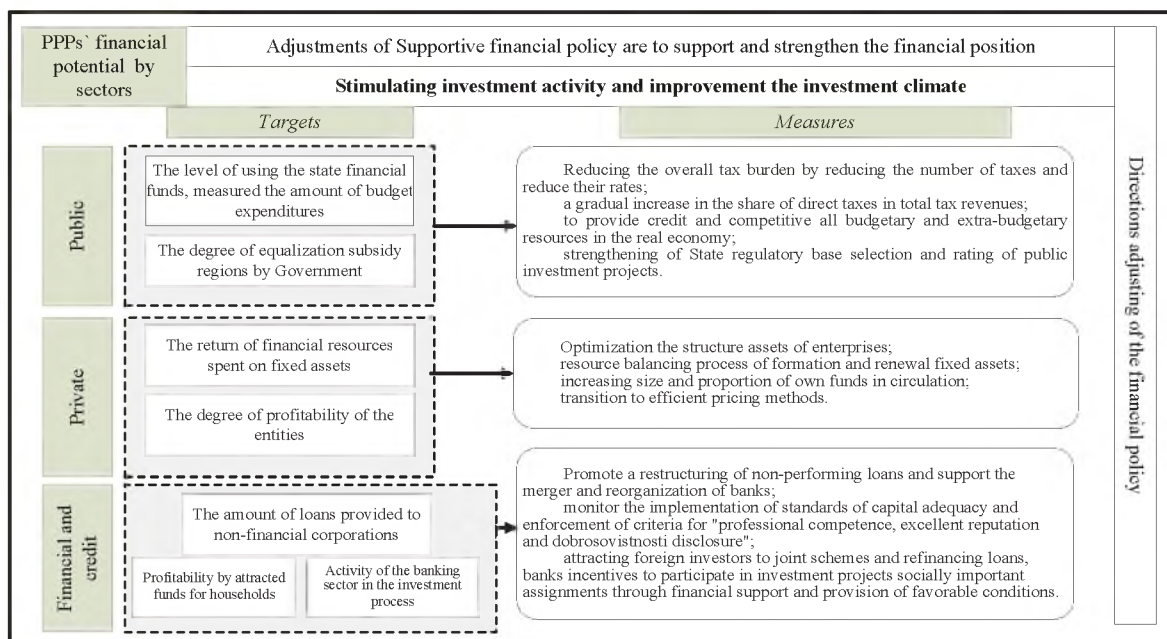 PPPs` financial
potential by
sectors
Adjustments of Supportive financial policy are to support and strengthen the financial position
Stimulating investment activity and improvement the investment climate
Targets
Measures
Public
The level of using the state financial
funds, measured the amount of budget
expenditures
The degree of equalization subsidy
regions by Government
Reducing the overall tax burden by reducing the number of taxes and
reduce their rates;
a gradual increase in the share of direct taxes in total tax revenues;
to provide credit and competitive all budgetary and extra-budgetary
resources in the real economy;
strengthening of State regulatory base selection and rating of public
investment projects.
Private
The return of financial resources
spent on fixed assets
The degree of profitability of the
entities
Optimization the structure assets of enterprises;
resource balancing process of formation and renewal fixed assets;
increasing size and proportion of own funds in circulation;
transition to efficient pricing methods.
Financial and
credit
The amount of loans provided to
non-financial corporations
Profitability by attracted
funds for households
Activity of the banking
sector in the investment
process
Promote a restructuring of non-performing loans and support the
merger and reorganization of banks;
monitor the implementation of standards of capital adequacy and
enforcement of criteria for "professional competence, excellent reputation
and dobrosovistnosti disclosure";
attracting foreign investors to joint schemes and refinancing loans,
banks incentives to participate in investment projects socially important
assignments through financial support and provision of favorable conditions.
Directions adjusting of the financial
policy